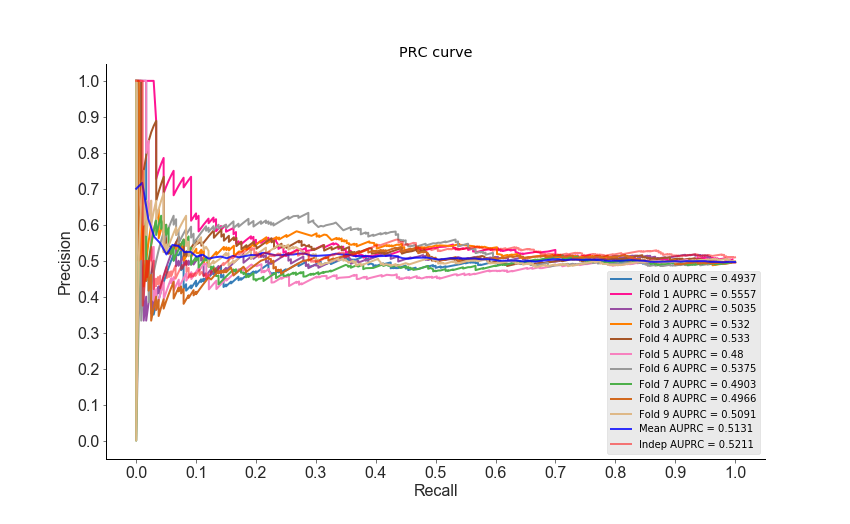 PRC curve
Precision
1.0
0.9
0.8
0.7
0.6
0.5
0.4
0.3
0.2
0.1
0.0
Fold 0 AUPRC = 0.4937
Fold 1 AUPRC = 0.5557
Fold 2 AUPRC = 0.5035
Fold 3 AUPRC = 0.532
Fold 4 AUPRC = 0.533
Fold 5 AUPRC = 0.48
Fold 6 AUPRC = 0.5375
Fold 7 AUPRC = 0.4903
Fold 8 AUPRC = 0.4966
Fold 9 AUPRC = 0.5091
Mean AUPRC = 0.5131
Indep AUPRC = 0.5211
0.0 0.1 0.2 0.3 0.4 0.5 0.6 0.7 0.8 0.9 1.0
Recall